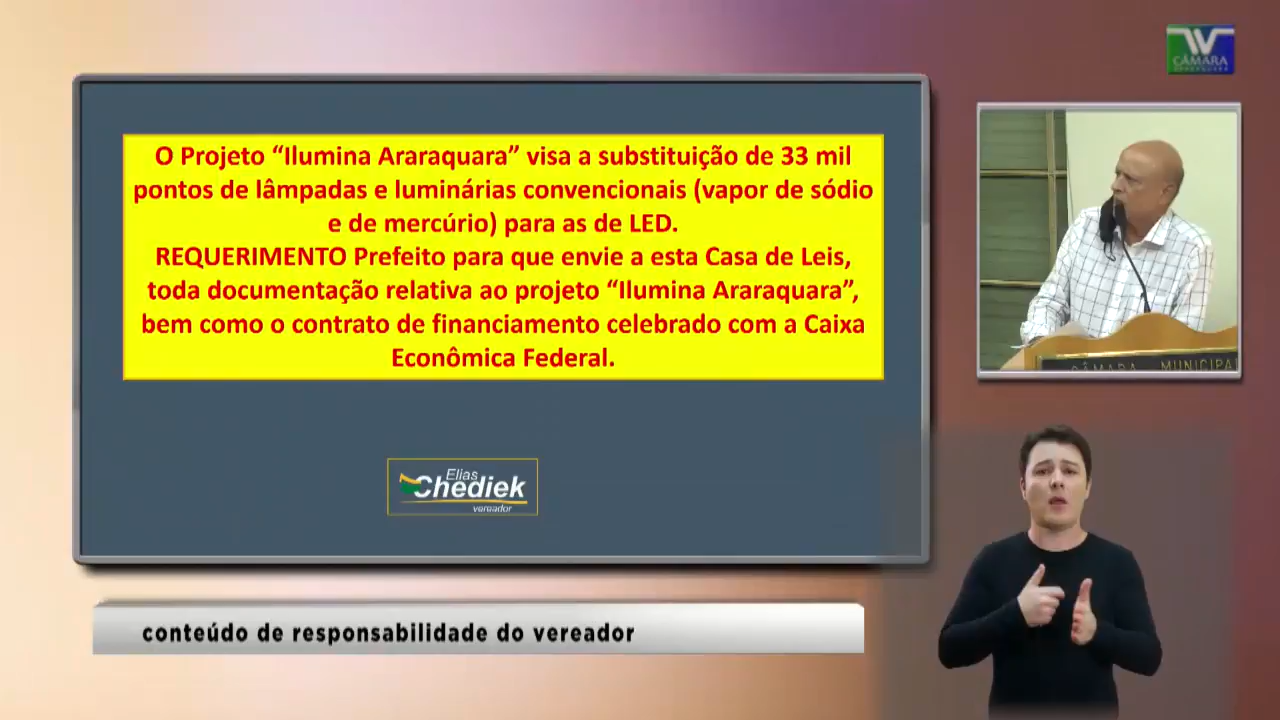 O Projeto “Ilumina Araraquara” visa a substituição de 33 mil
pontos de lâmpadas e luminárias convencionais (vapor de sódio
e de mercúrio) para as de LED.
REQUERIMENTO Prefeito para que envie a esta Casa de Leis,
toda documentação relativa ao projeto “Ilumina Araraquara”,
bem como o contrato de financiamento celebrado com a Caixa
Econômica Federal.
Elias
Chediek
vereador
conteúdo de responsabilidade do vereador
CÂMARA
CÂMARA MUNICIPAL